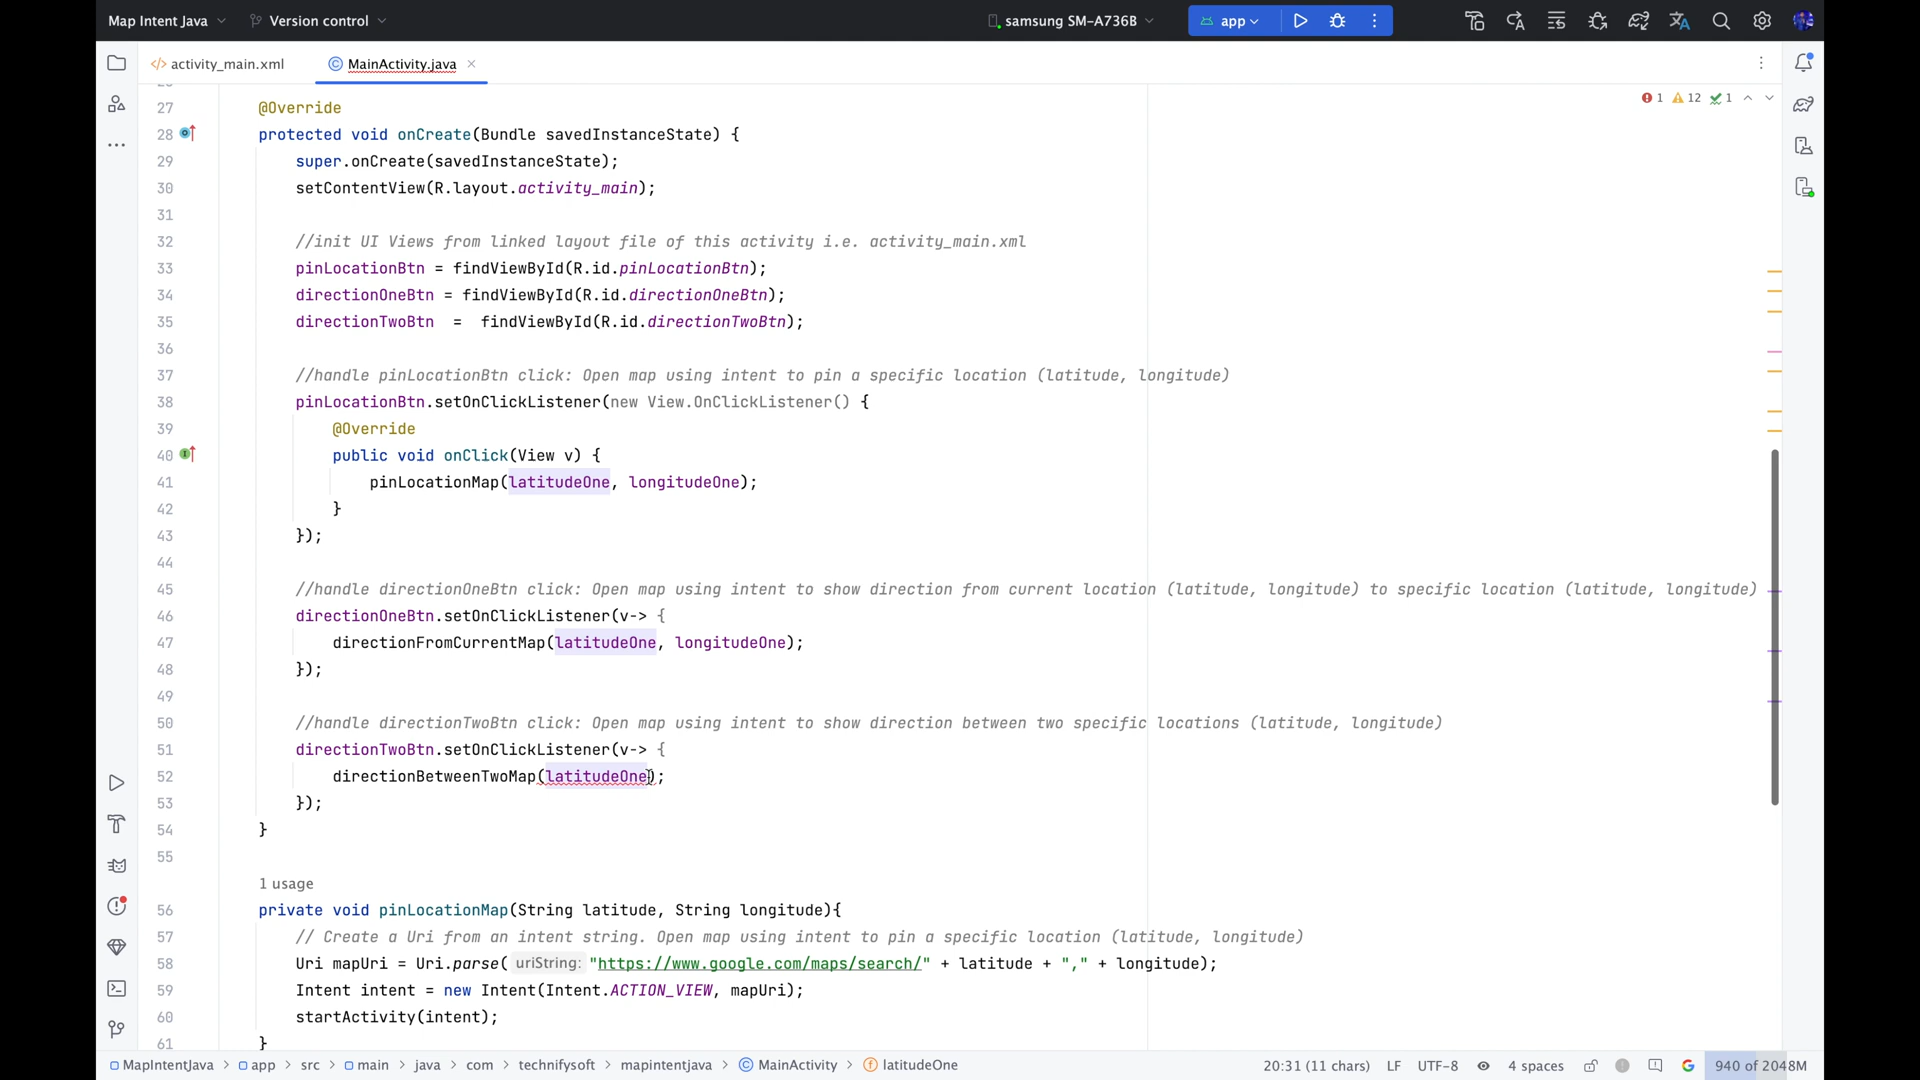 Map Intent Java
Version control
samsung SM-A736B
app
activity_main.xml
MainActivity.java
1 12 1
27 @Override
28 protected void onCreate(Bundle savedInstanceState) {
29 super.onCreate(savedInstanceState);
30 setContentView(R.layout.activity_main);
31
32 //init UI Views from linked layout file of this activity i.e. activity_main.xml
33 pinLocationBtn = findViewById(R.id.pinLocationBtn);
34 directionOneBtn = findViewById(R.id.directionOneBtn);
35 directionTwoBtn  =  findViewById(R.id.directionTwoBtn);
36
37 //handle pinLocationBtn click: Open map using intent to pin a specific location (latitude, longitude)
38 pinLocationBtn.setOnClickListener(new View.OnClickListener() {
39 @Override
40 public void onClick(View v) {
41 pinLocationMap(latitudeOne, longitudeOne);
42 }
43 });
44
45 //handle directionOneBtn click: Open map using intent to show direction from current location (latitude, longitude) to specific location (latitude, longitude)
46 directionOneBtn.setOnClickListener(v-> {
47 directionFromCurrentMap(latitudeOne, longitudeOne);
48 });
49
50 //handle directionTwoBtn click: Open map using intent to show direction between two specific locations (latitude, longitude)
51 directionTwoBtn.setOnClickListener(v-> {
52 directionBetweenTwoMap(latitudeOne);
53 });
54 }
55
1 usage
56 private void pinLocationMap(String latitude, String longitude){
57 // Create a Uri from an intent string. Open map using intent to pin a specific location (latitude, longitude)
58 Uri mapUri = Uri.parse( uriString: "https://www.google.com/maps/search/" + latitude + "," + longitude);
59 Intent intent = new Intent(Intent.ACTION_VIEW, mapUri);
60 startActivity(intent);
61 }
MapIntentJava > app > src > main > java > com > technifysoft > mapintentjava > MainActivity > latitudeOne
20:31 (11 chars) LF UTF-8 4 spaces 940 of 2048M